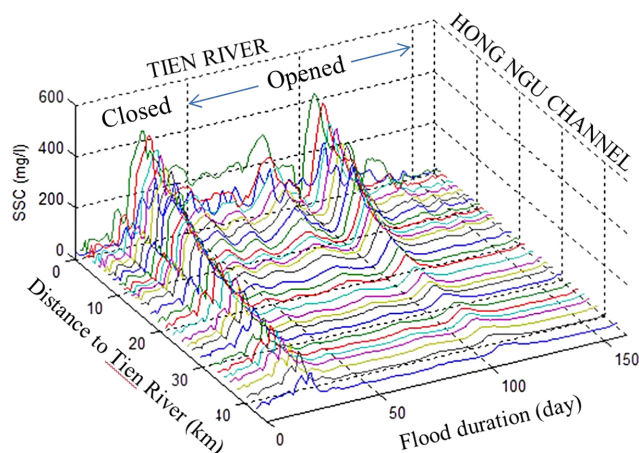 TIEN RIVER
HONG NGU CHANNEL
Closed
Opened
600
400
200
0
SSC (mg/l)
0
10
20
30
40
Distance to Tien River (km)
0
50
100
150
Flood duration (day)